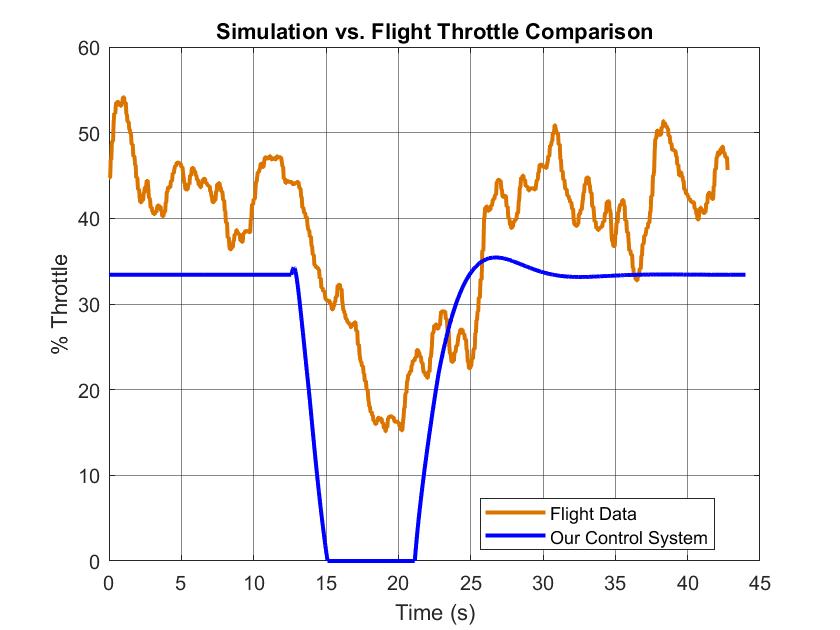 Simulation vs. Flight Throttle Comparison
60
50
40
30
20
10
0
% Throttle
0 5 10 15 20 25 30 35 40 45
Time (s)
Flight Data
Our Control System